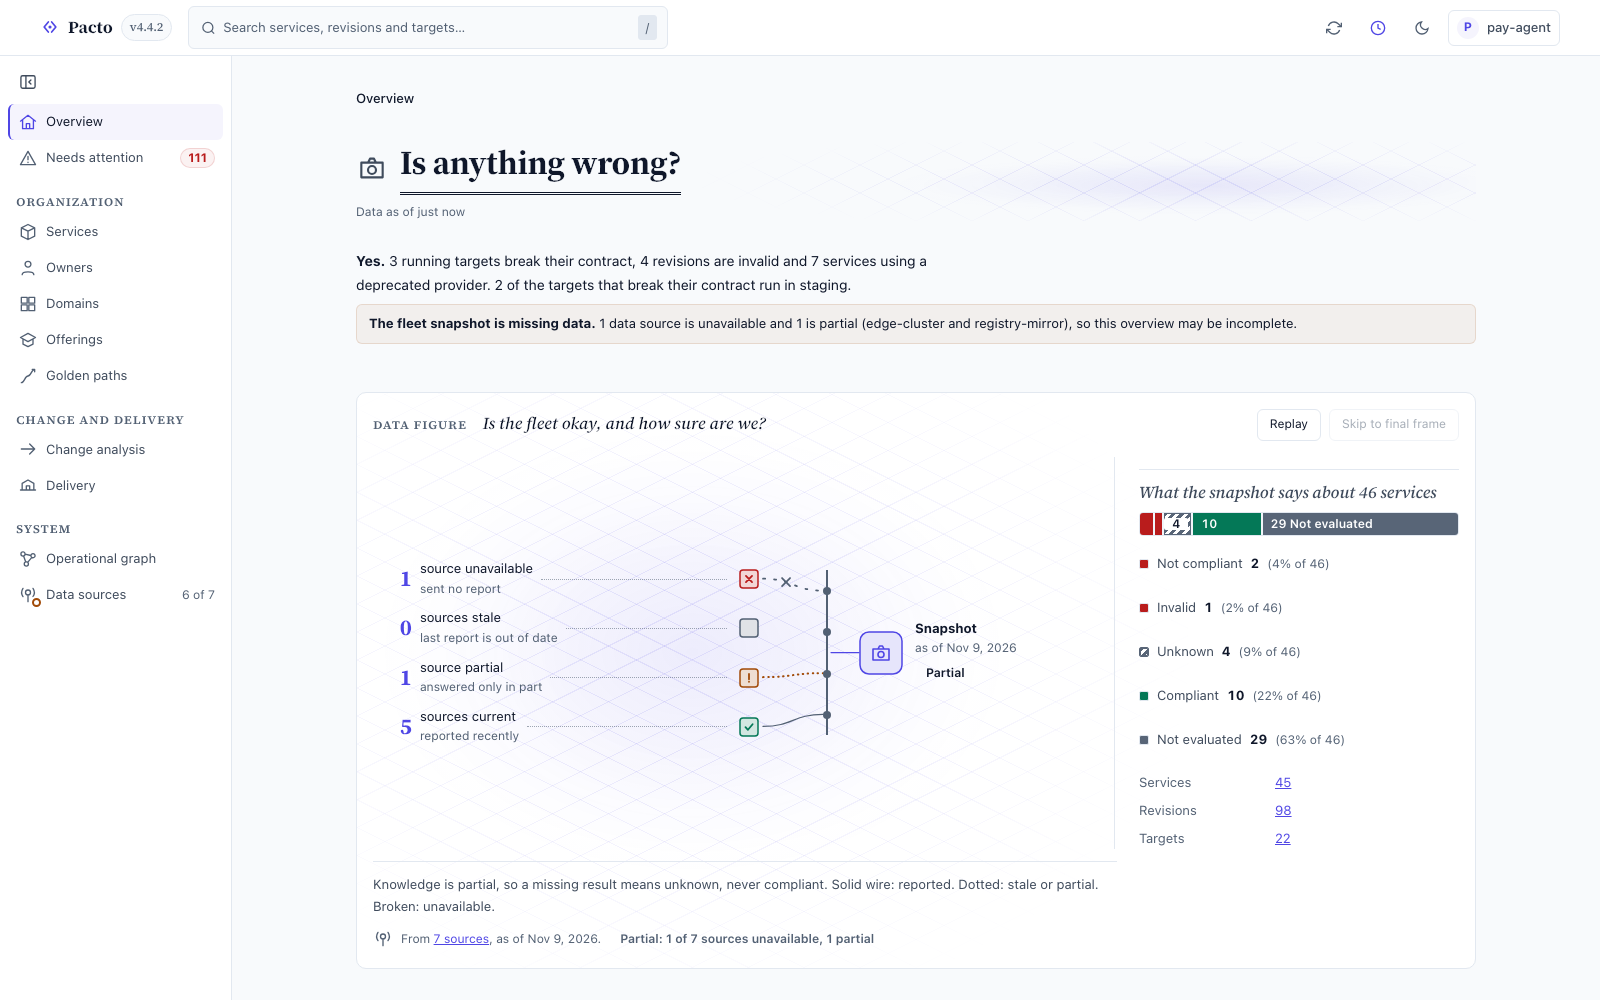 Pacto v4.4.2
Search services, revisions and targets... /
P pay-agent
Overview
Needs attention 111
ORGANIZATION
Services
Owners
Domains
Offerings
Golden paths
CHANGE AND DELIVERY
Change analysis
Delivery
SYSTEM
Operational graph
Data sources 6 of 7
Overview
Is anything wrong?
Data as of just now
Yes. 3 running targets break their contract, 4 revisions are invalid and 7 services using a
deprecated provider. 2 of the targets that break their contract run in staging.
The fleet snapshot is missing data. 1 data source is unavailable and 1 is partial (edge-cluster and registry-mirror), so this overview may be incomplete.
DATA FIGURE Is the fleet okay, and how sure are we?
Replay Skip to final frame
1 source unavailable
sent no report
0 sources stale
last report is out of date
1 source partial
answered only in part
5 sources current
reported recently
Snapshot
as of Nov 9, 2026
Partial
What the snapshot says about 46 services
4 10 29 Not evaluated
Not compliant 2 (4% of 46)
Invalid 1 (2% of 46)
Unknown 4 (9% of 46)
Compliant 10 (22% of 46)
Not evaluated 29 (63% of 46)
Services 45
Revisions 98
Targets 22
Knowledge is partial, so a missing result means unknown, never compliant. Solid wire: reported. Dotted: stale or partial.
Broken: unavailable.
From 7 sources, as of Nov 9, 2026. Partial: 1 of 7 sources unavailable, 1 partial